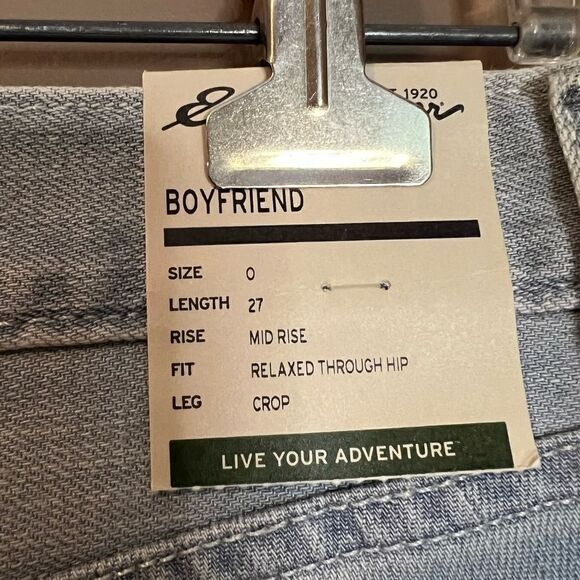 1920
BOYFRIEND
SIZE 0
LENGTH 27
RISE MID RISE
FIT RELAXED THROUGH HIP
LEG CROP
LIVE YOUR ADVENTURE